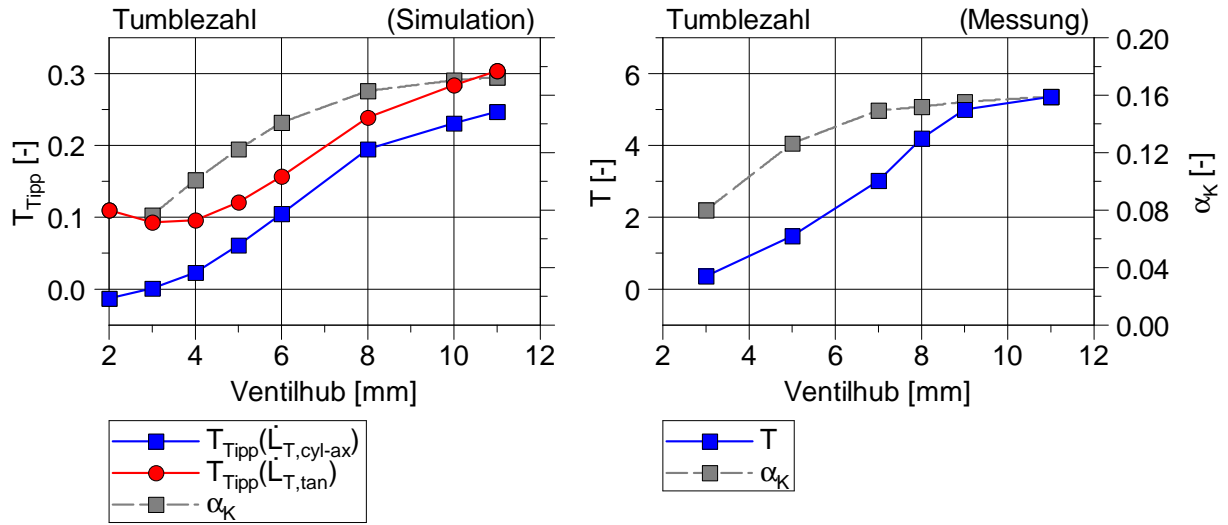 Tumblezahl (Simulation)
T_Tipp [-]
0.3
0.2
0.1
0.0
2 4 6 8 10 12
Ventilhub [mm]
T_Tipp(L̇_T,cyl-ax)
T_Tipp(L̇_T,tan)
α_K
Tumblezahl (Messung)
T [-]
6
4
2
0
0.20
0.16
0.12
0.08
0.04
0.00
α_K [-]
2 4 6 8 10 12
Ventilhub [mm]
T
α_K